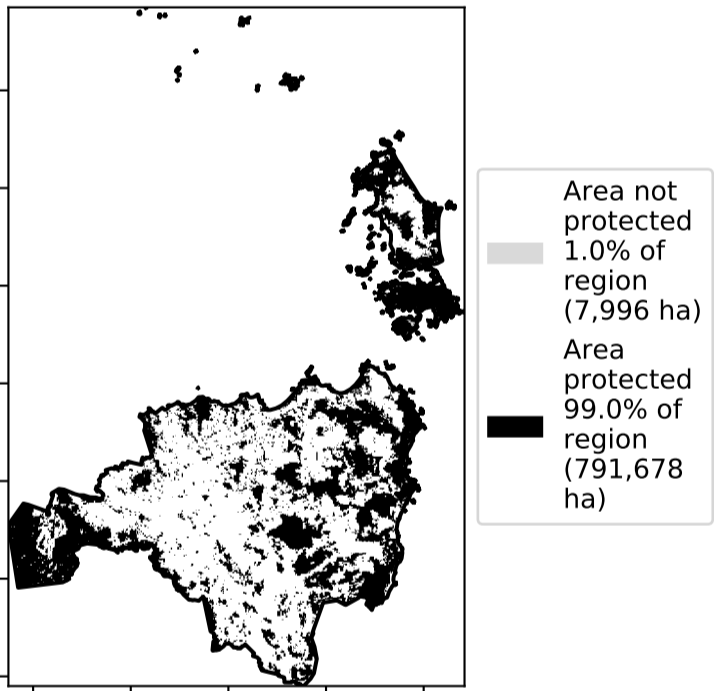 Area not
protected
1.0% of
region
(7,996 ha)
Area
protected
99.0% of
region
(791,678
ha)